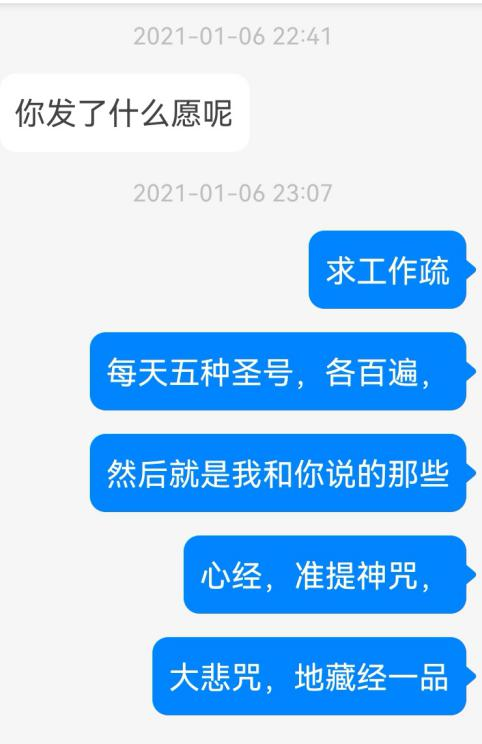 2021-01-06 22:41
你发了什么愿呢
2021-01-06 23:07
求工作疏
每天五种圣号，各百遍，
然后就是我和你说的那些
心经，准提神咒，
大悲咒，地藏经一品